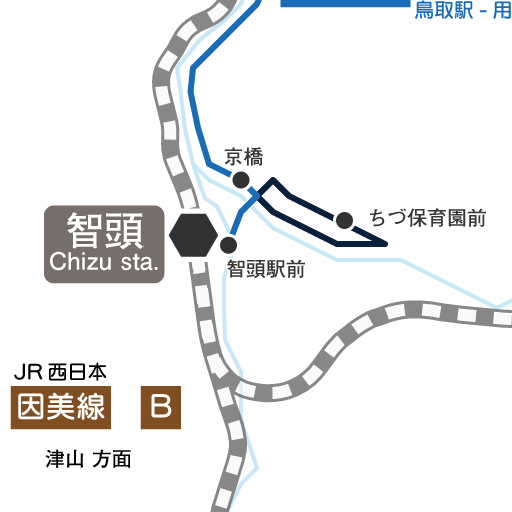 鳥取駅 - 用
京橋
ちづ保育園前
智頭
Chizu sta.
智頭駅前
JR 西日本
因美線 B
津山 方面